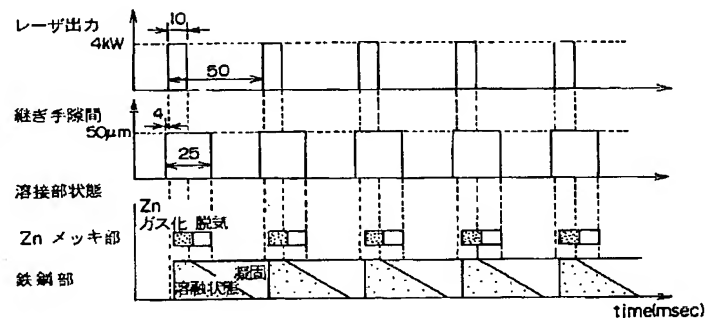 レーザ出力
10
4kW
50
継ぎ手隙間
4
50μm
25
溶接部状態
Zn
ガス化 脱気
Zn メッキ部
鉄鋼部
凝固
溶融状態
time(msec)